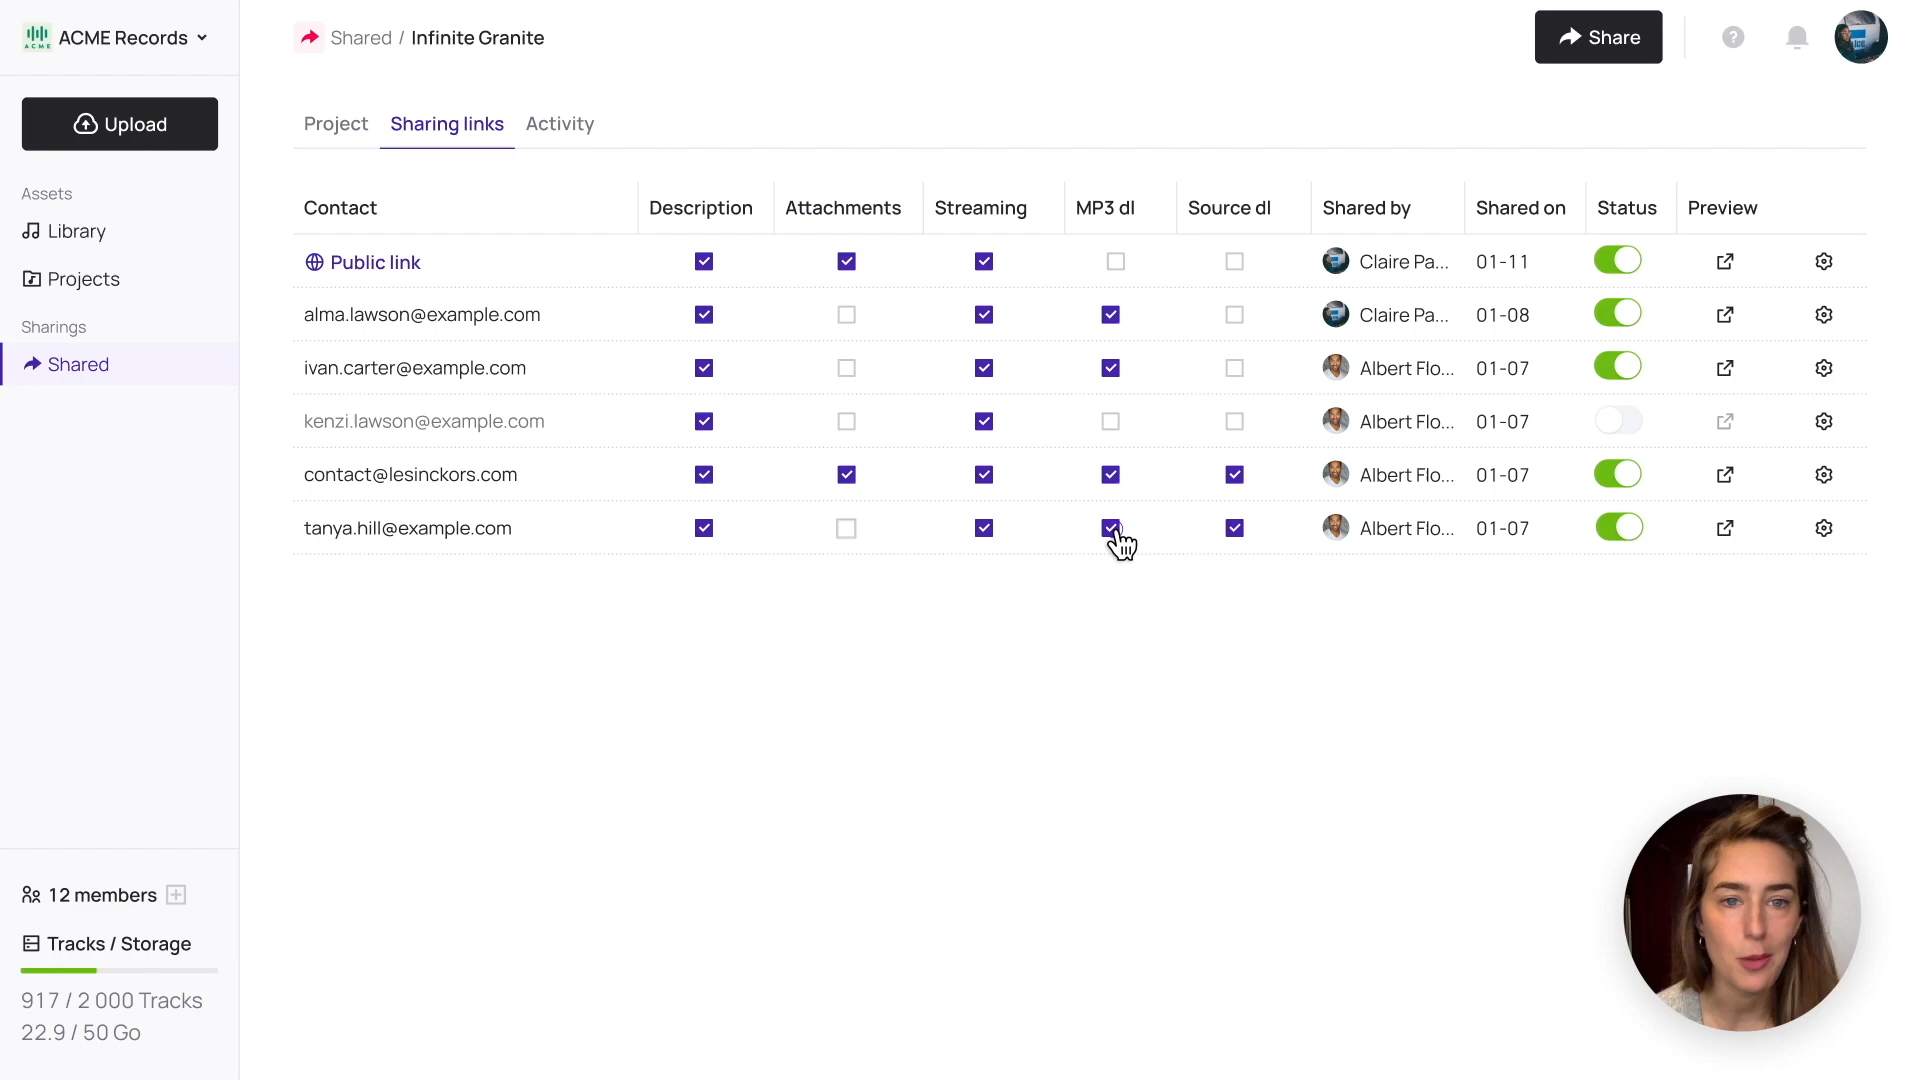 ACME
ACME Records
Shared / Infinite Granite
Share
?
Upload
Project Sharing links Activity
Assets
Library
Projects
Sharings
Shared
Contact Description Attachments Streaming MP3 dl Source dl Shared by Shared on Status Preview
Public link Claire Pa... 01-11
alma.lawson@example.com Claire Pa... 01-08
ivan.carter@example.com Albert Flo... 01-07
kenzi.lawson@example.com Albert Flo... 01-07
contact@lesinckors.com Albert Flo... 01-07
tanya.hill@example.com Albert Flo... 01-07
12 members
Tracks / Storage
917 / 2 000 Tracks
22.9 / 50 Go